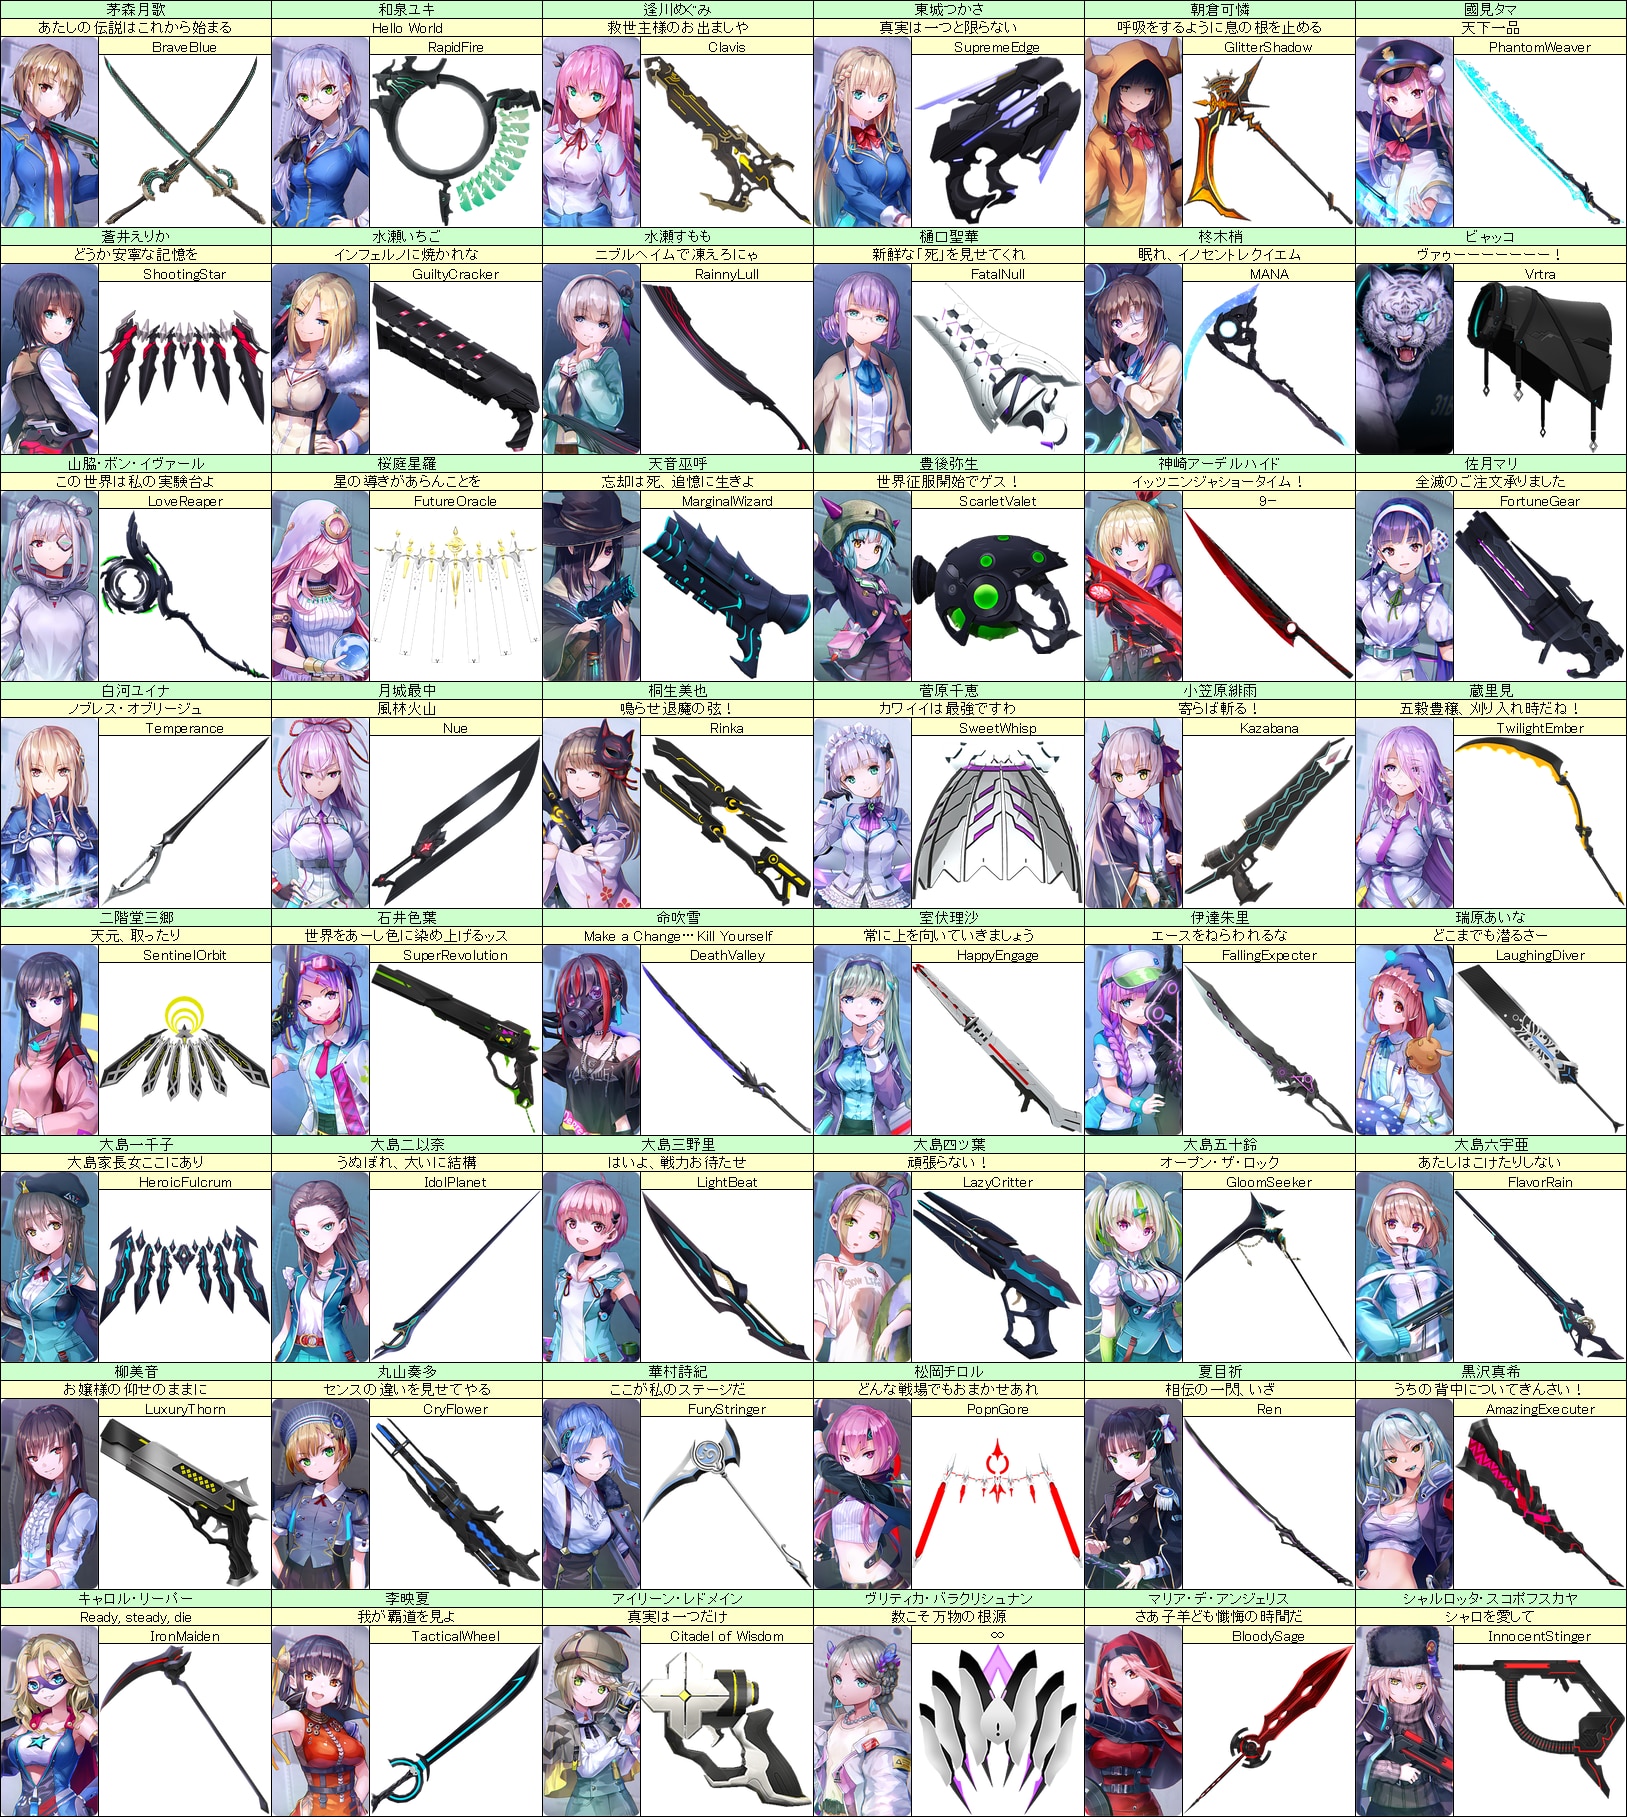 茅森月歌
あたしの伝説はこれから始まる
BraveBlue
和泉ユキ
Hello World
RapidFire
逢川めぐみ
救世主様のお出ましや
Clavis
東城つかさ
真実は一つと限らない
SupremeEdge
朝倉可憐
呼吸をするように息の根を止める
GlitterShadow
國見タマ
天下一品
PhantomWeaver
蒼井えりか
どうか安寧な記憶を
ShootingStar
水瀬いちご
インフェルノに焼かれな
GuiltyCracker
水瀬すもも
ニブルヘイムで凍えろにゃ
RainnyLull
樋口聖華
新鮮な「死」を見せてくれ
FatalNull
柊木梢
眠れ、イノセントレクイエム
MANA
ビャッコ
ヴァゥーーーーーーー！
Vrtra
山脇・ボン・イヴァール
この世界は私の実験台よ
LoveReaper
桜庭星羅
星の導きがあらんことを
FutureOracle
天音巫呼
忘却は死、追憶に生きよ
MarginalWizard
豊後弥生
世界征服開始でゲス！
ScarletValet
神崎アーデルハイド
イッツニンジャショータイム！
9－
佐月マリ
全滅のご注文承りました
FortuneGear
白河ユイナ
ノブレス・オブリージュ
Temperance
月城最中
風林火山
Nue
桐生美也
鳴らせ退魔の弦！
Rinka
菅原千恵
カワイイは最強ですわ
SweetWhisp
小笠原緋雨
寄らば斬る！
Kazabana
蔵里見
五穀豊穣、刈り入れ時だね！
TwilightEmber
二階堂三郷
天元、取ったり
SentinelOrbit
石井色葉
世界をあーし色に染め上げるッス
SuperRevolution
命吹雪
Make a Change…Kill Yourself
DeathValley
室伏理沙
常に上を向いていきましょう
HappyEngage
伊達朱里
エースをねらわれるな
FallingExpecter
瑞原あいな
どこまでも潜るさー
LaughingDiver
大島一千子
大島家長女ここにあり
HeroicFulcrum
大島二以奈
うぬぼれ、大いに結構
IdolPlanet
大島三野里
はいよ、戦力お待たせ
LightBeat
大島四ツ葉
頑張らない！
LazyCritter
大島五十鈴
オープン・ザ・ロック
GloomSeeker
大島六宇亜
あたしはこけたりしない
FlavorRain
柳美音
お嬢様の仰せのままに
LuxuryThorn
丸山奏多
センスの違いを見せてやる
CryFlower
華村詩紀
ここが私のステージだ
FuryStringer
松岡チロル
どんな戦場でもおまかせあれ
PopnGore
夏目祈
相伝の一閃、いざ
Ren
黒沢真希
うちの背中についてきんさい！
AmazingExecuter
キャロル・リーパー
Ready, steady, die
IronMaiden
李映夏
我が覇道を見よ
TacticalWheel
アイリーン・レドメイン
真実は一つだけ
Citadel of Wisdom
ヴリティカ・バラクリシュナン
数こそ万物の根源
∞
マリア・デ・アンジェリス
さあ子羊ども懺悔の時間だ
BloodySage
シャルロッタ・スコポフスカヤ
シャロを愛して
InnocentStinger